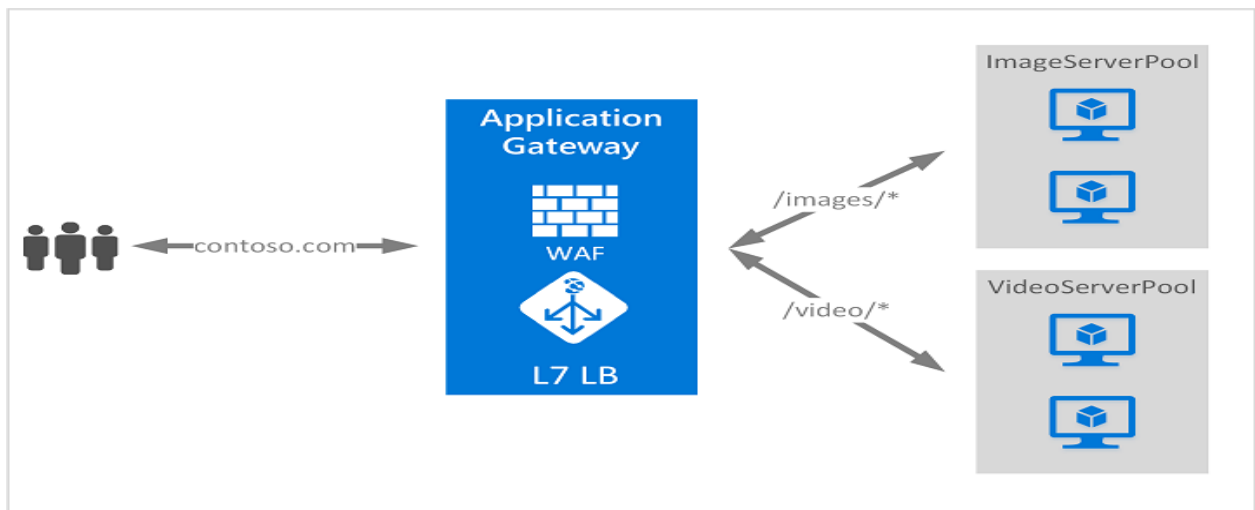 contoso.com
Application
Gateway
WAF
L7 LB
/images/*
/video/*
ImageServerPool
VideoServerPool